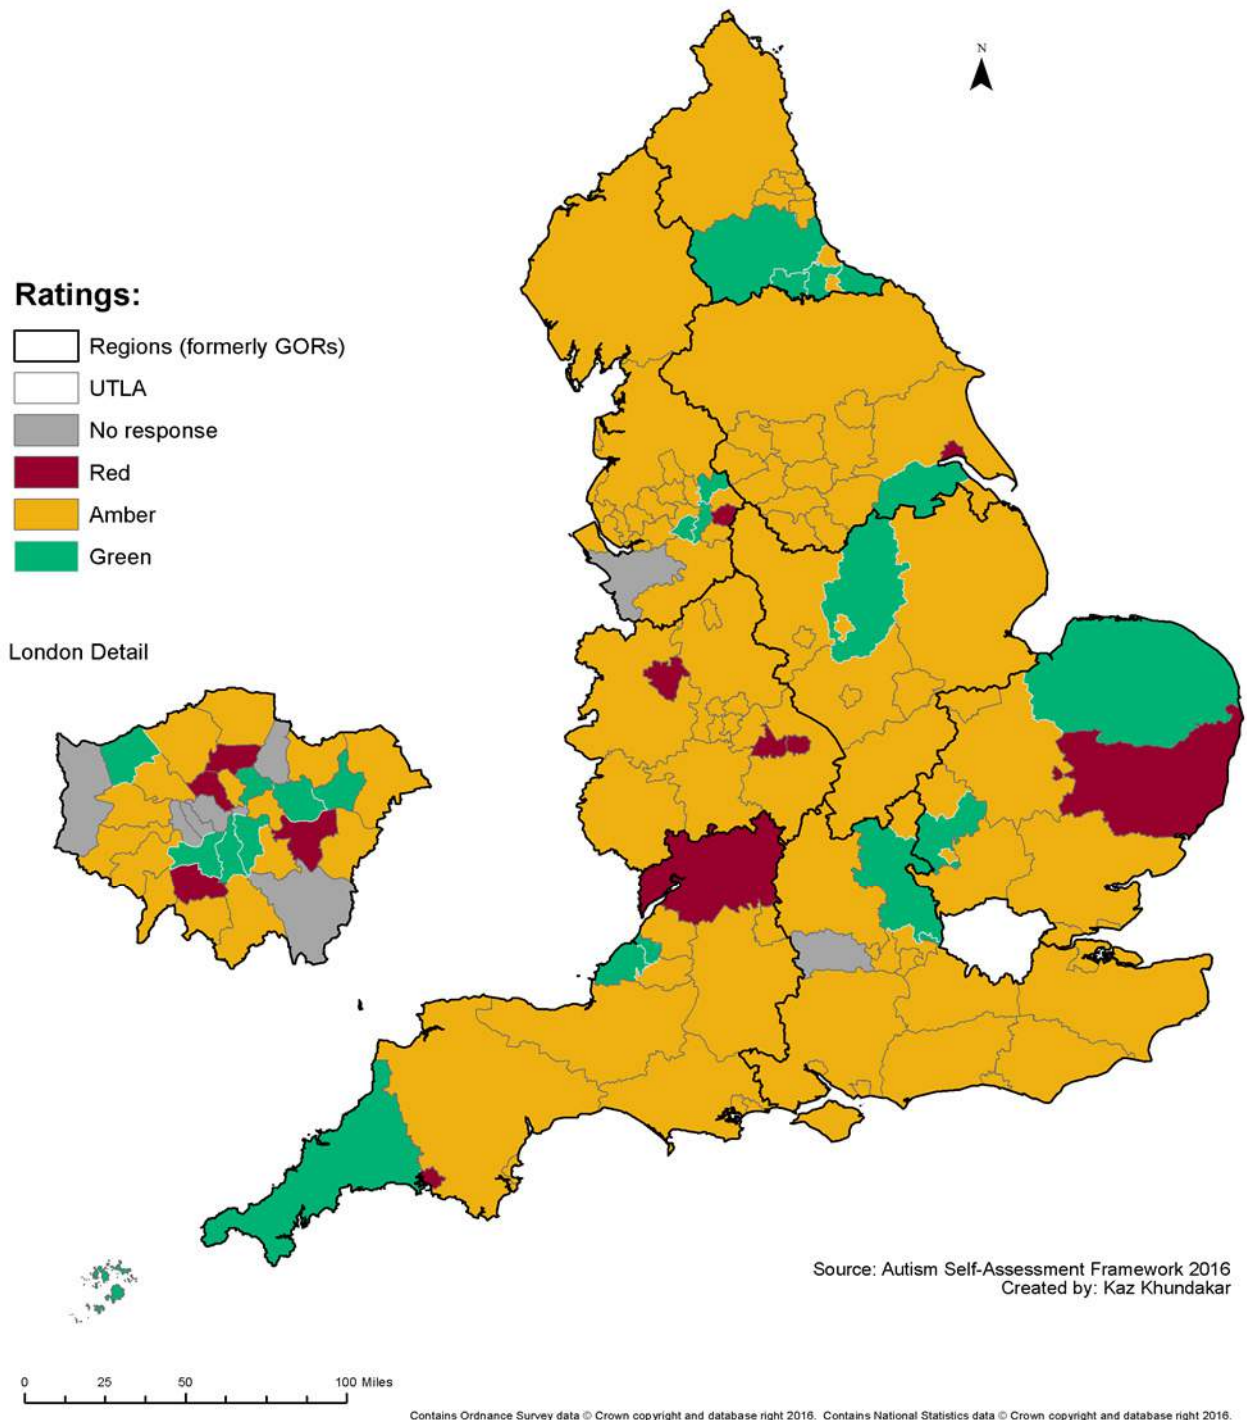 N
Ratings:
Regions (formerly GORs)
UTLA
No response
Red
Amber
Green
London Detail
Source: Autism Self-Assessment Framework 2016
Created by: Kaz Khundakar
0 25 50 100 Miles
Contains Ordnance Survey data © Crown copyright and database right 2016. Contains National Statistics data © Crown copyright and database right 2016.